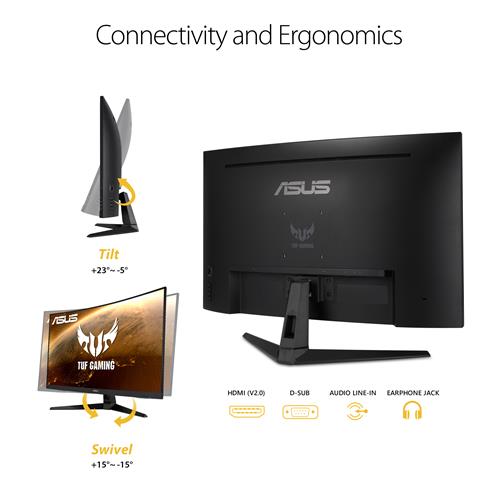 Connectivity and Ergonomics
Tilt
+23°~ -5°
ASUS
TUF GAMING
ASUS
TUF GAMING
Swivel
+15°~ -15°
HDMI (V2.0)
D-SUB
AUDIO LINE-IN
EARPHONE JACK